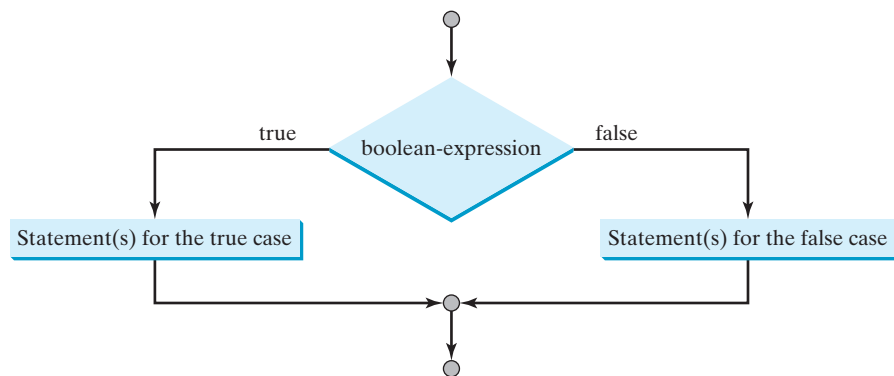 true
boolean-expression
false
Statement(s) for the true case
Statement(s) for the false case